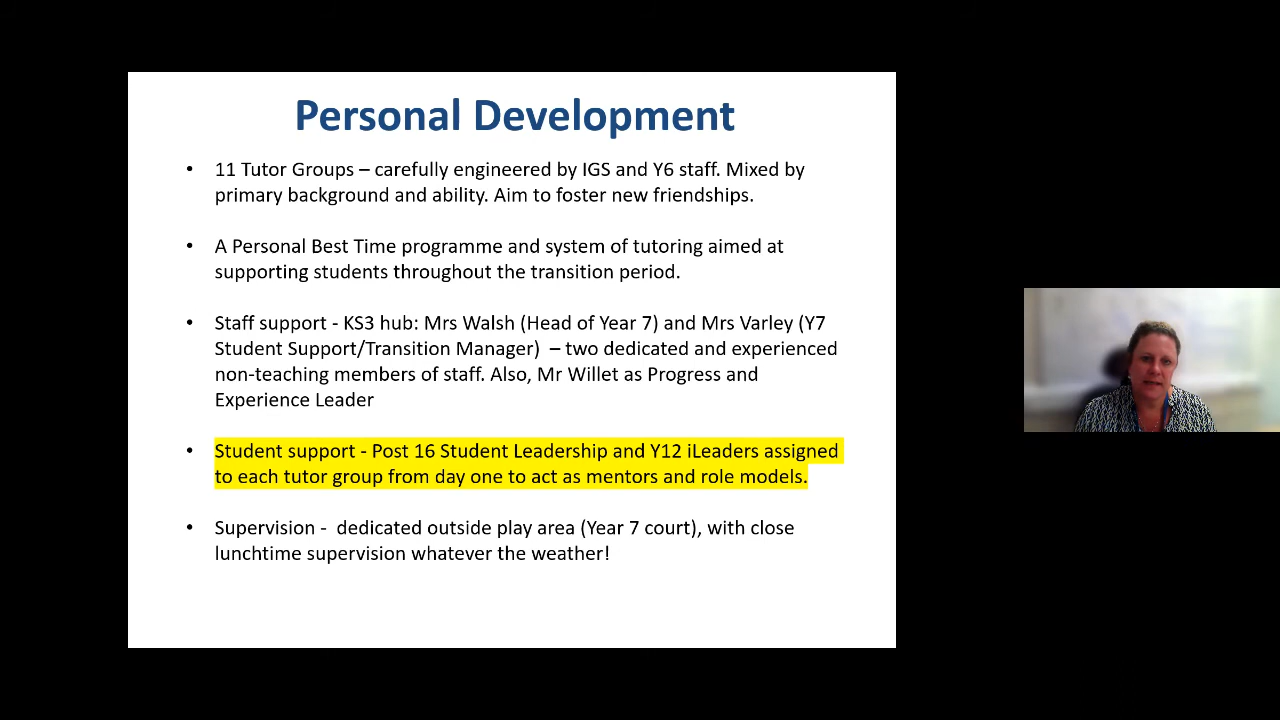 Personal Development
• 11 Tutor Groups – carefully engineered by IGS and Y6 staff. Mixed by
primary background and ability. Aim to foster new friendships.
• A Personal Best Time programme and system of tutoring aimed at
supporting students throughout the transition period.
• Staff support - KS3 hub: Mrs Walsh (Head of Year 7) and Mrs Varley (Y7
Student Support/Transition Manager)  – two dedicated and experienced
non-teaching members of staff. Also, Mr Willet as Progress and
Experience Leader
• Student support - Post 16 Student Leadership and Y12 iLeaders assigned
to each tutor group from day one to act as mentors and role models.
• Supervision -  dedicated outside play area (Year 7 court), with close
lunchtime supervision whatever the weather!